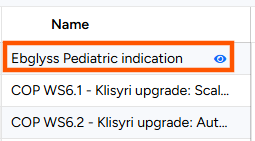 Name
Ebglyss Pediatric indication
COP WS6.1 - Klisyri upgrade: Scal...
COP WS6.2 - Klisyri upgrade: Aut...